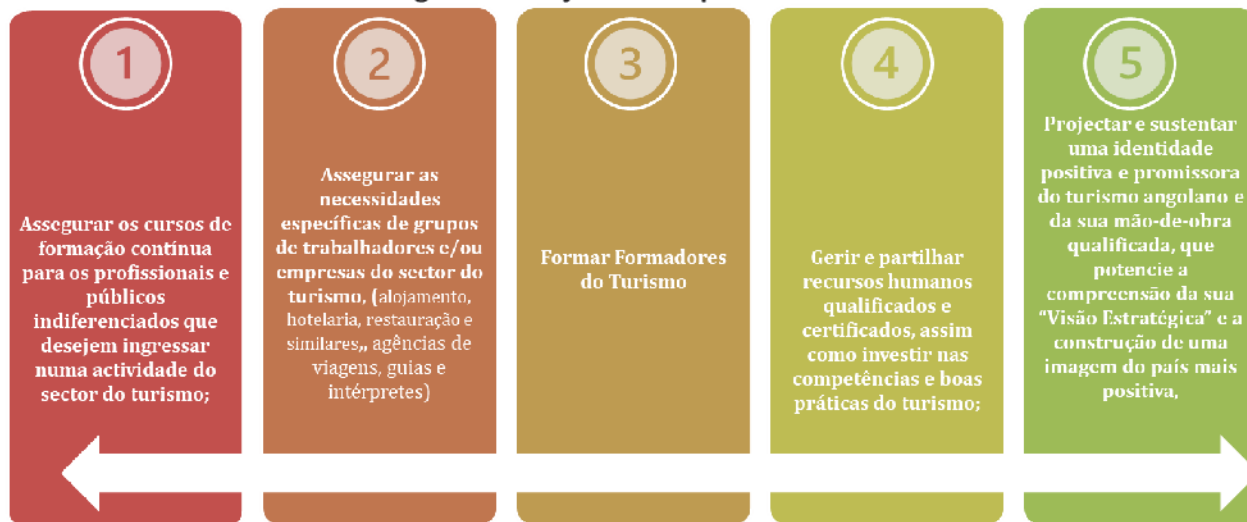 1
Assegurar os cursos de
formação contínua
para os profissionais e
públicos
indiferenciados que
desejem ingressar
numa actividade do
sector do turismo;
2
Assegurar as
necessidades
específicas de grupos
de trabalhadores e/ou
empresas do sector do
turismo, (alojamento,
hotelaria, restauração e
similares,, agências de
viagens, guias e
intérpretes)
3
Formar Formadores
do Turismo
4
Gerir e partilhar
recursos humanos
qualificados e
certificados, assim
como investir nas
competências e boas
práticas do turismo;
5
Projectar e sustentar
uma identidade
positiva e promissora
do turismo angolano e
da sua mão-de-obra
qualificada, que
potencie a
compreensão da sua
“Visão Estratégica” e a
construção de uma
imagem do país mais
positiva.